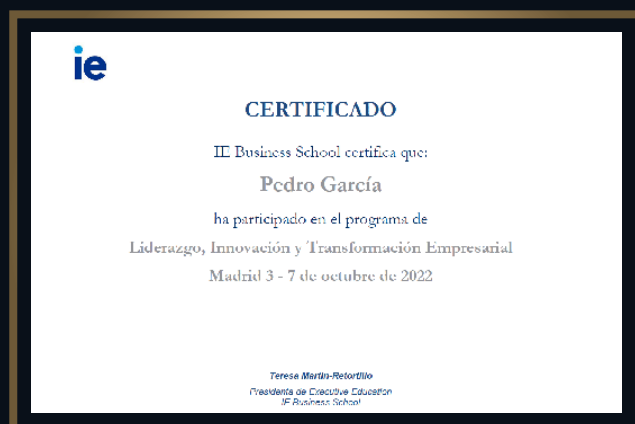 ie
CERTIFICADO
IE Business School certifica que:
Pedro García
ha participado en el programa de
Liderazgo, Innovación y Transformación Empresarial
Madrid 3 - 7 de octubre de 2022
Teresa Martín-Retortillo
Presidenta de Executive Education
IE Business School